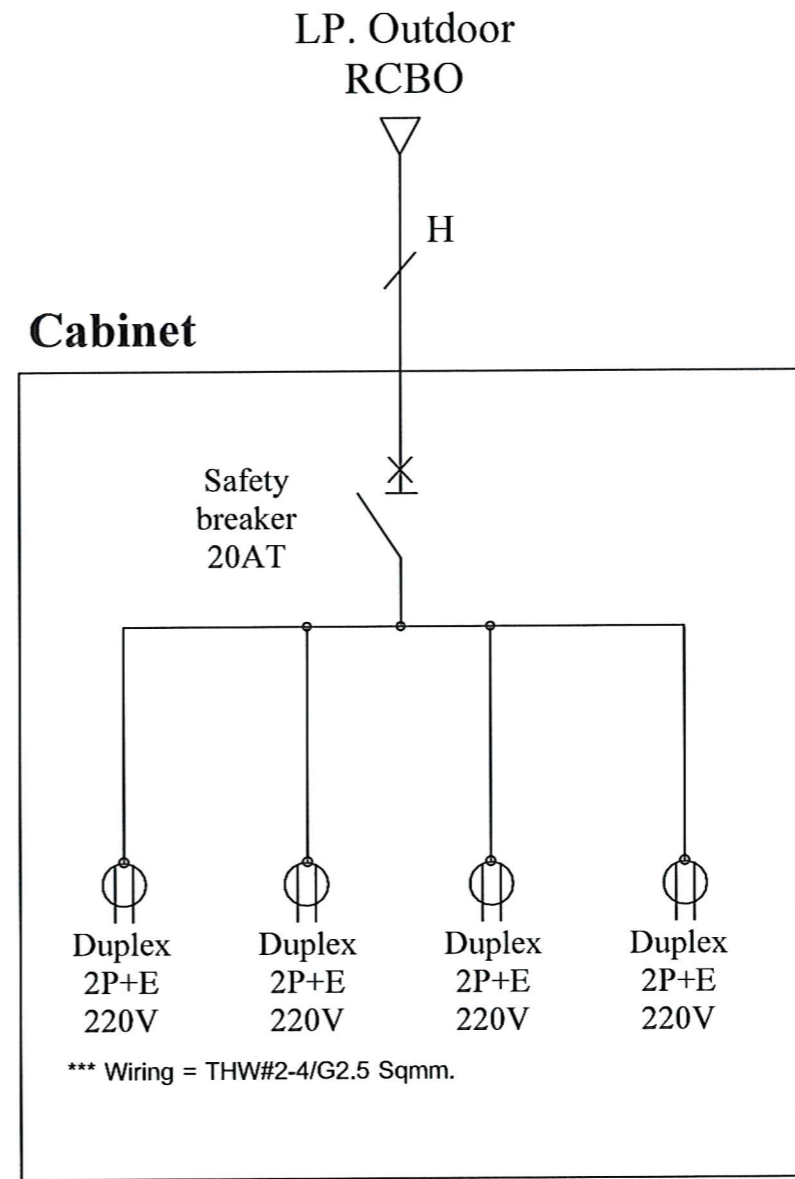 LP. Outdoor
RCBO
H
Cabinet
Safety
breaker
20AT
Duplex
2P+E
220V
Duplex
2P+E
220V
Duplex
2P+E
220V
Duplex
2P+E
220V
*** Wiring = THW#2-4/G2.5 Sqmm.